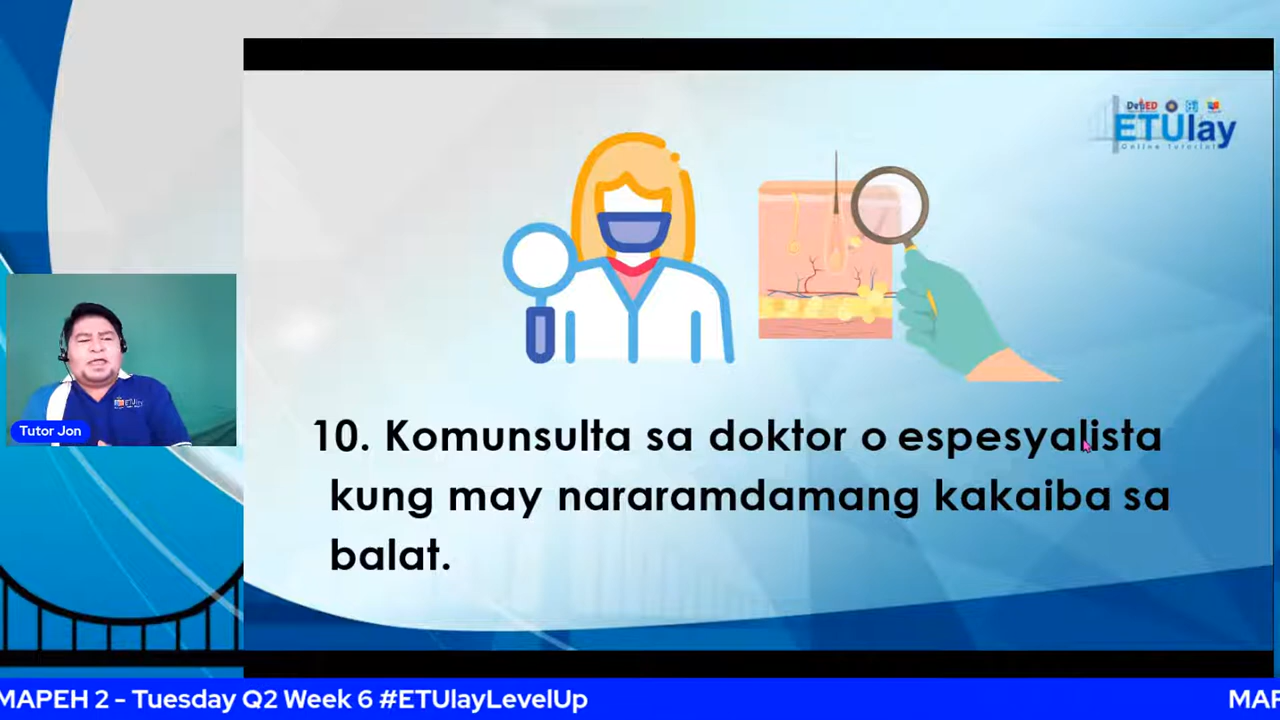 DepED
ETUlay
Online Tutorial
10. Komunsulta sa doktor o espesyalista
kung may nararamdamang kakaiba sa
balat.
Tutor Jon
MAPEH 2 - Tuesday Q2 Week 6 #ETUlayLevelUp
MAP